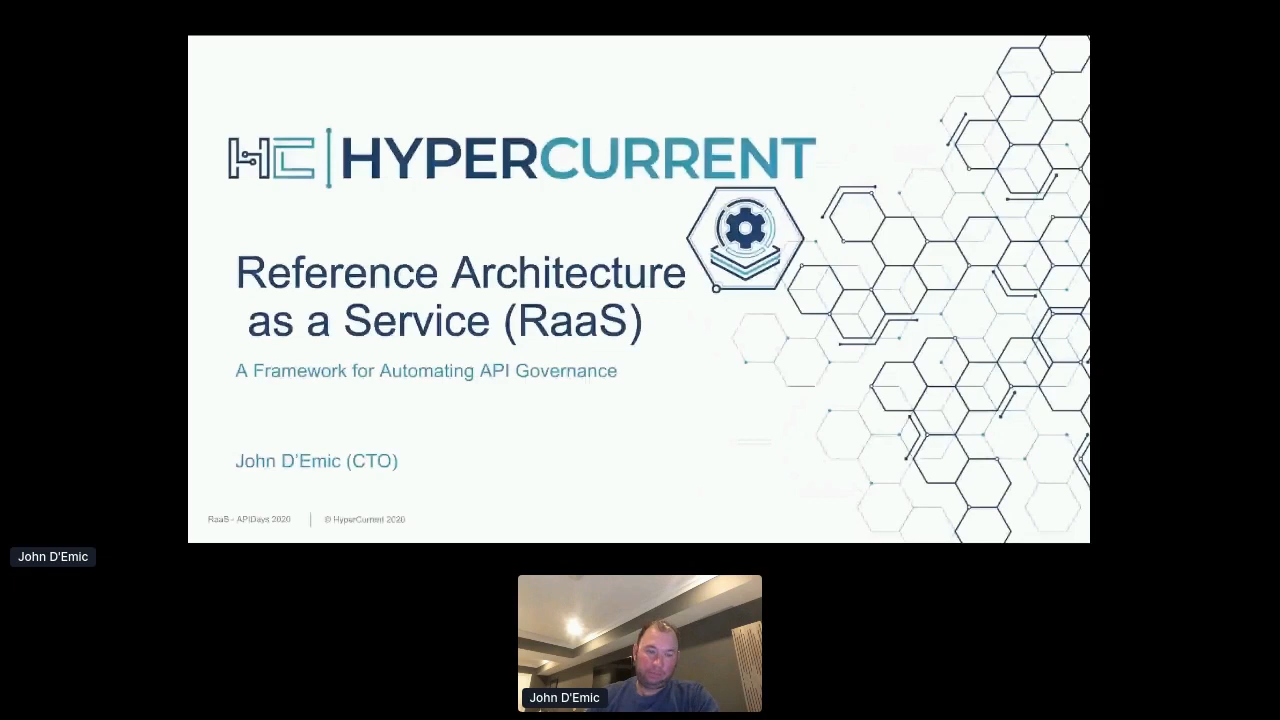 HC HYPERCURRENT
Reference Architecture
as a Service (RaaS)
A Framework for Automating API Governance
John D'Emic (CTO)
RaaS - APIDays 2020
© HyperCurrent 2020
John D'Emic
John D'Emic